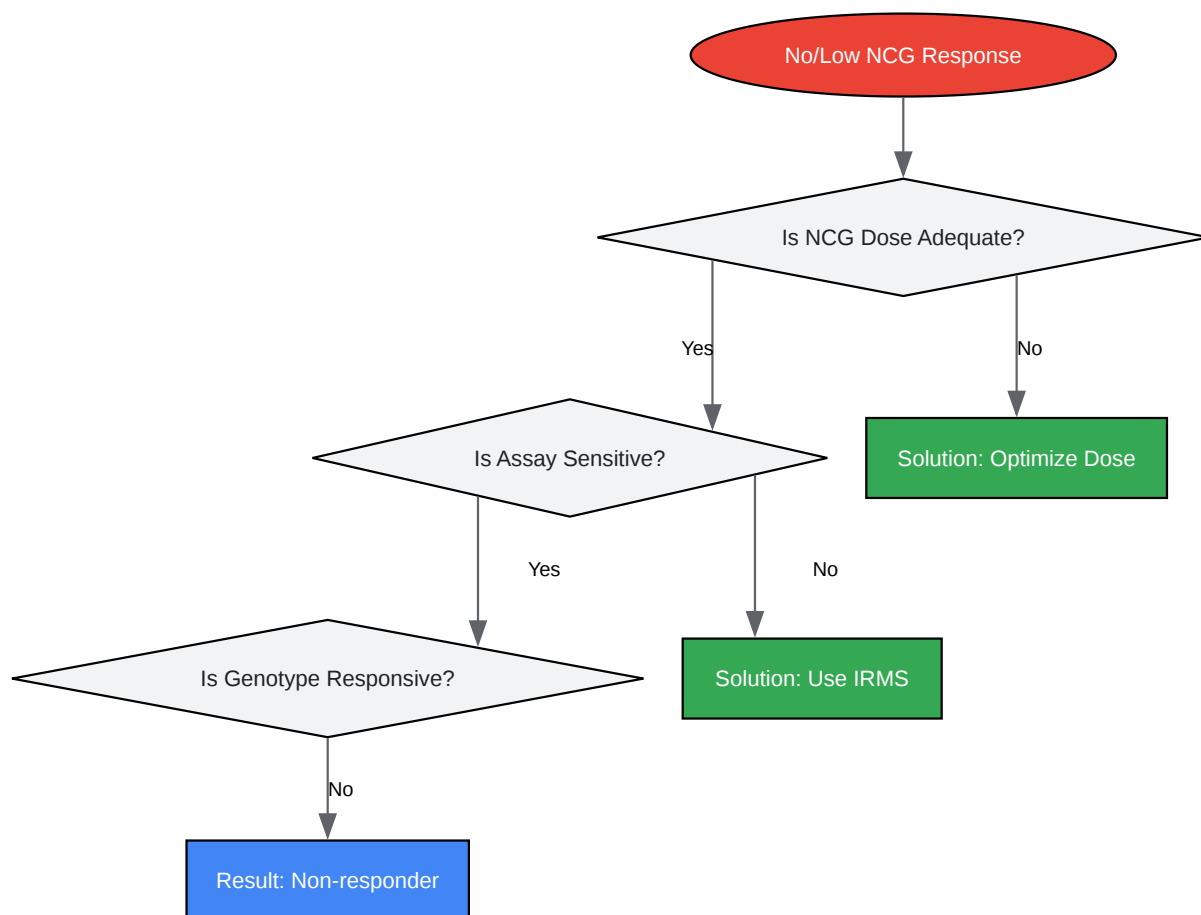 No/Low NCG Response
Is NCG Dose Adequate?
Yes
No
Is Assay Sensitive?
Solution: Optimize Dose
Yes
No
Is Genotype Responsive?
Solution: Use IRMS
No
Result: Non-responder